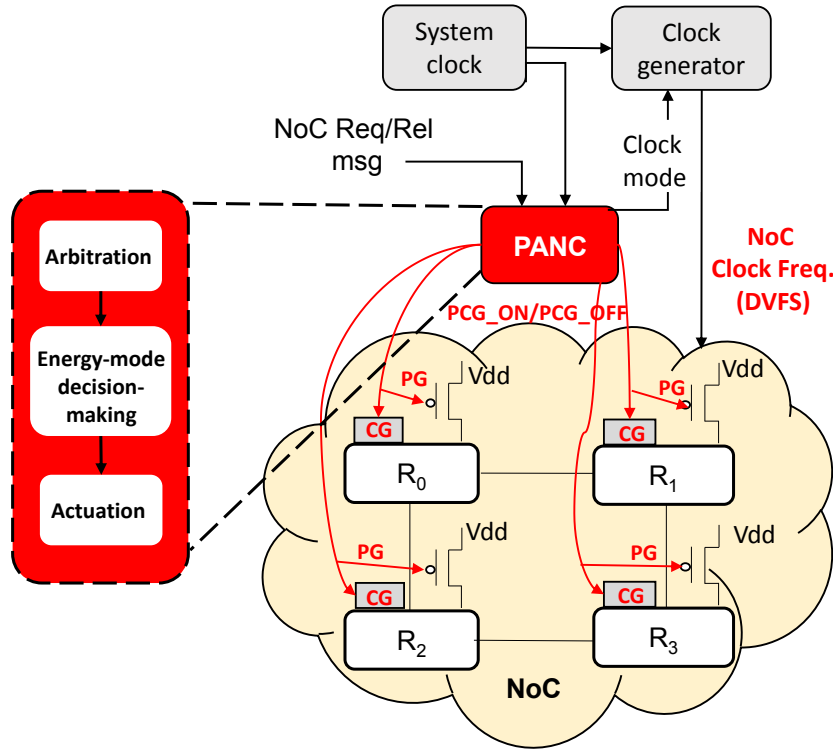 System
clock
Clock
generator
NoC Req/Rel
msg
Clock
mode
PANC
NoC
Clock Freq.
(DVFS)
Arbitration
Energy-mode
decision-
making
Actuation
PCG_ON/PCG_OFF
PG
Vdd
PG
Vdd
CG
CG
R0
R1
PG
Vdd
PG
Vdd
CG
CG
R2
R3
NoC